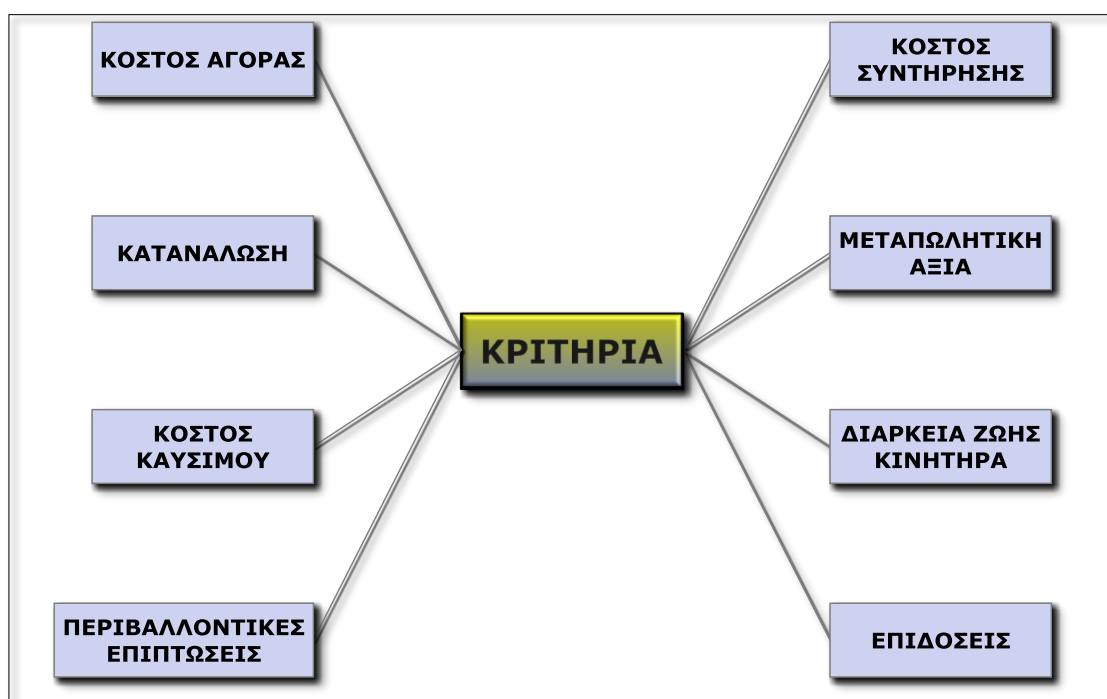 ΚΟΣΤΟΣ ΑΓΟΡΑΣ
ΚΑΤΑΝΑΛΩΣΗ
ΚΟΣΤΟΣ
ΚΑΥΣΙΜΟΥ
ΠΕΡΙΒΑΛΛΟΝΤΙΚΕΣ
ΕΠΙΠΤΩΣΕΙΣ
ΚΡΙΤΗΡΙΑ
ΚΟΣΤΟΣ
ΣΥΝΤΗΡΗΣΗΣ
ΜΕΤΑΠΩΛΗΤΙΚΗ
ΑΞΙΑ
ΔΙΑΡΚΕΙΑ ΖΩΗΣ
ΚΙΝΗΤΗΡΑ
ΕΠΙΔΟΣΕΙΣ